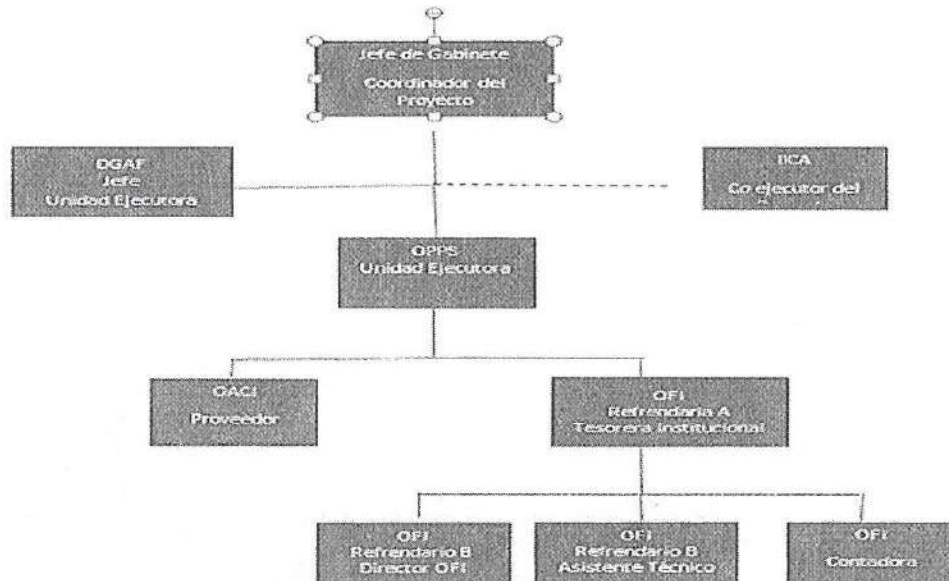 Jefe de Gabinete
Coordinador del
Proyecto
DGAF
Jefe
Unidad Ejecutora
IICA
Co ejecutor del
OPPS
Unidad Ejecutora
OACI
Proveedor
OFI
Refrendaria A
Tesorera Institucional
OFI
Refrendario B
Director OFI
OFI
Refrendario B
Asistente Técnico
OFI
Contadora